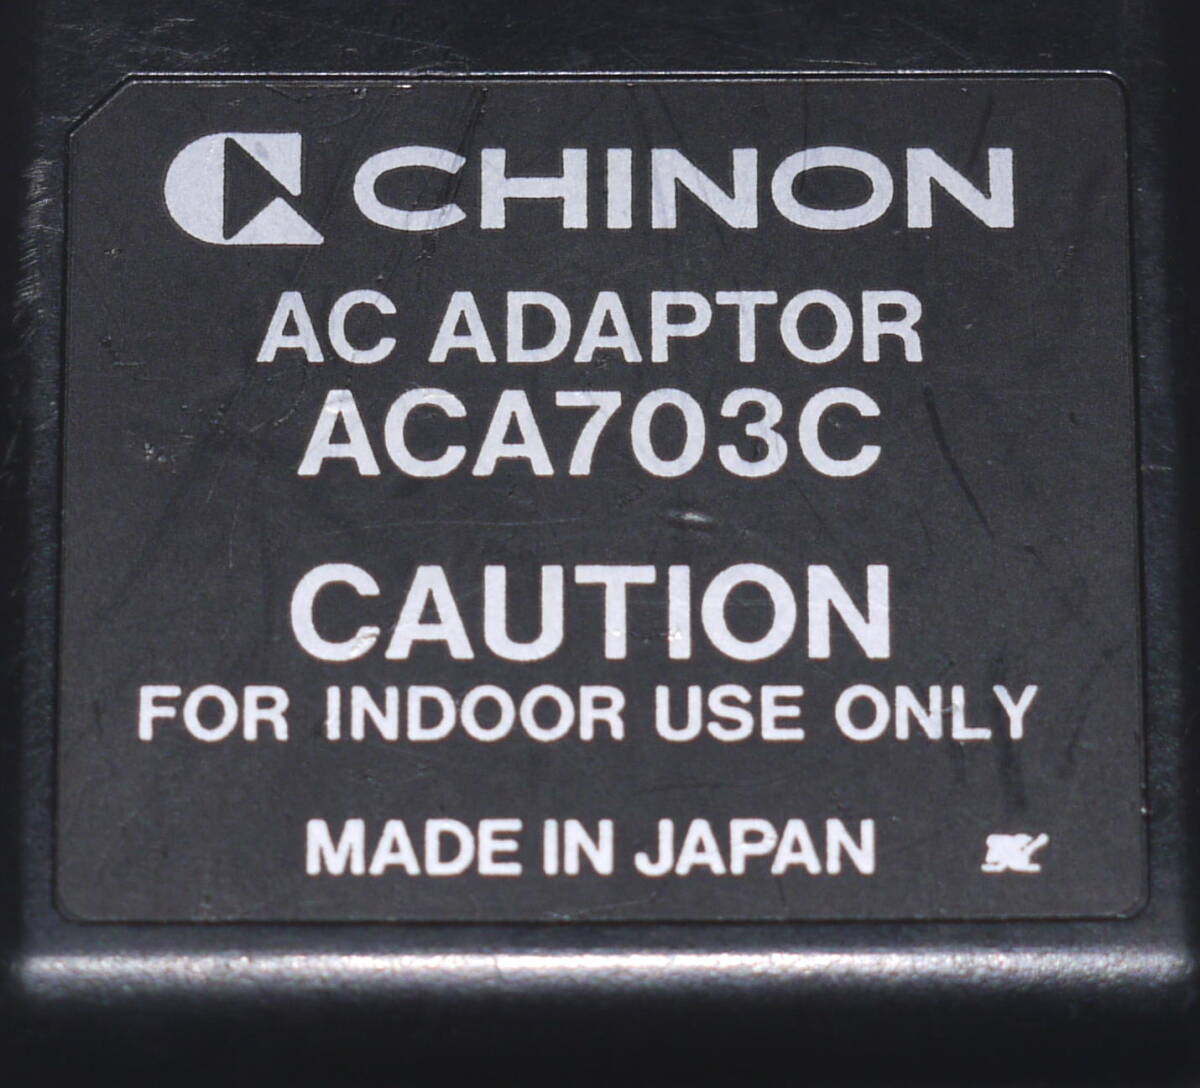 CHINON
AC ADAPTOR
ACA703C
CAUTION
FOR INDOOR USE ONLY
MADE IN JAPAN